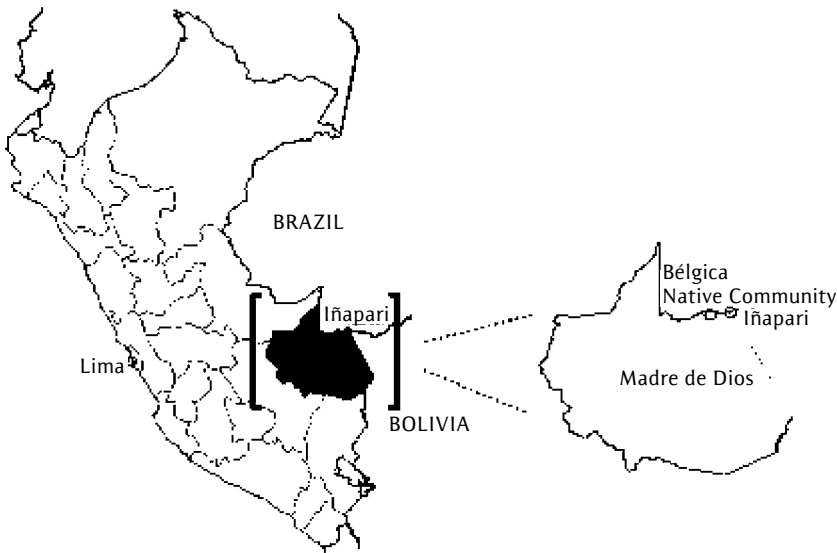 BRAZIL
Iñapari
Lima
BOLIVIA
Bélgica
Native Community
Iñapari
Madre de Dios